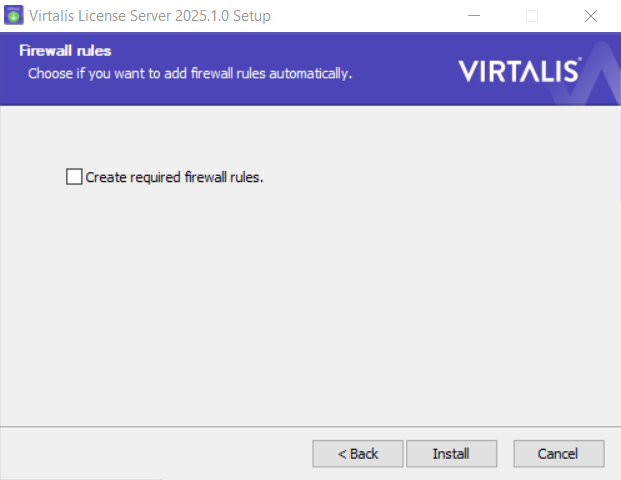 Virtalis License Server 2025.1.0 Setup
Firewall rules
Choose if you want to add firewall rules automatically.
VIRTALIS
Create required firewall rules.
< Back
Install
Cancel